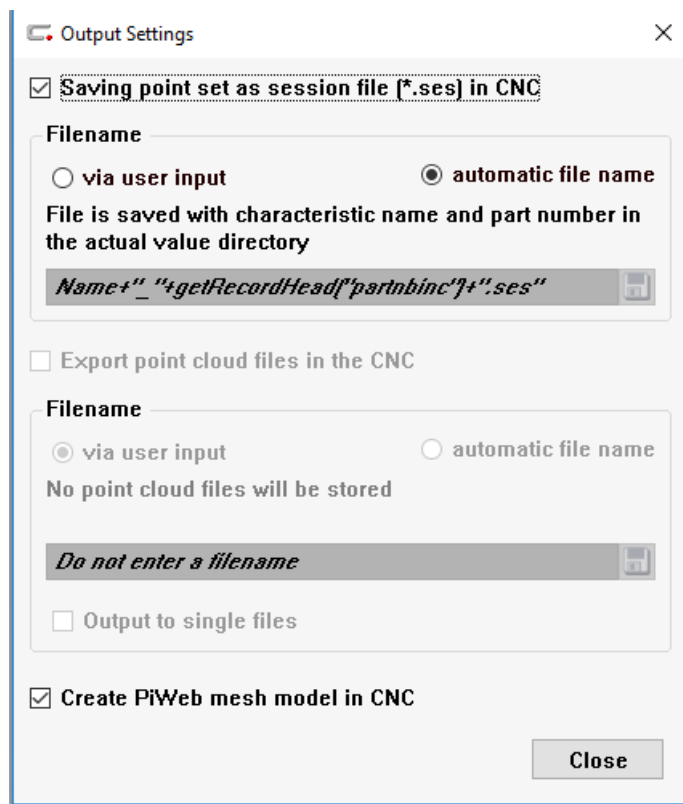 Output Settings
Saving point set as session file (*.ses) in CNC
Filename
via user input
automatic file name
File is saved with characteristic name and part number in
the actual value directory
Name+"_"+getRecordHead("partnbinc")+".ses"
Export point cloud files in the CNC
Filename
via user input
automatic file name
No point cloud files will be stored
Do not enter a filename
Output to single files
Create PiWeb mesh model in CNC
Close